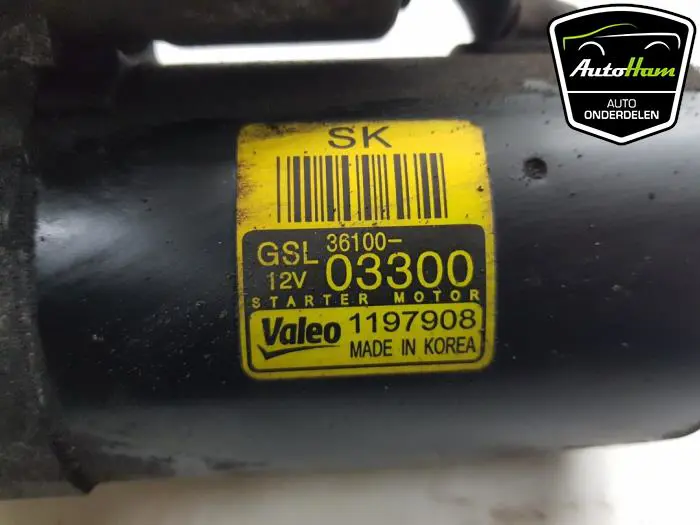 AutoHam
AUTO
ONDERDELEN
SK
GSL 36100-
12V 03300
STARTER MOTOR
Valeo 1197908
MADE IN KOREA